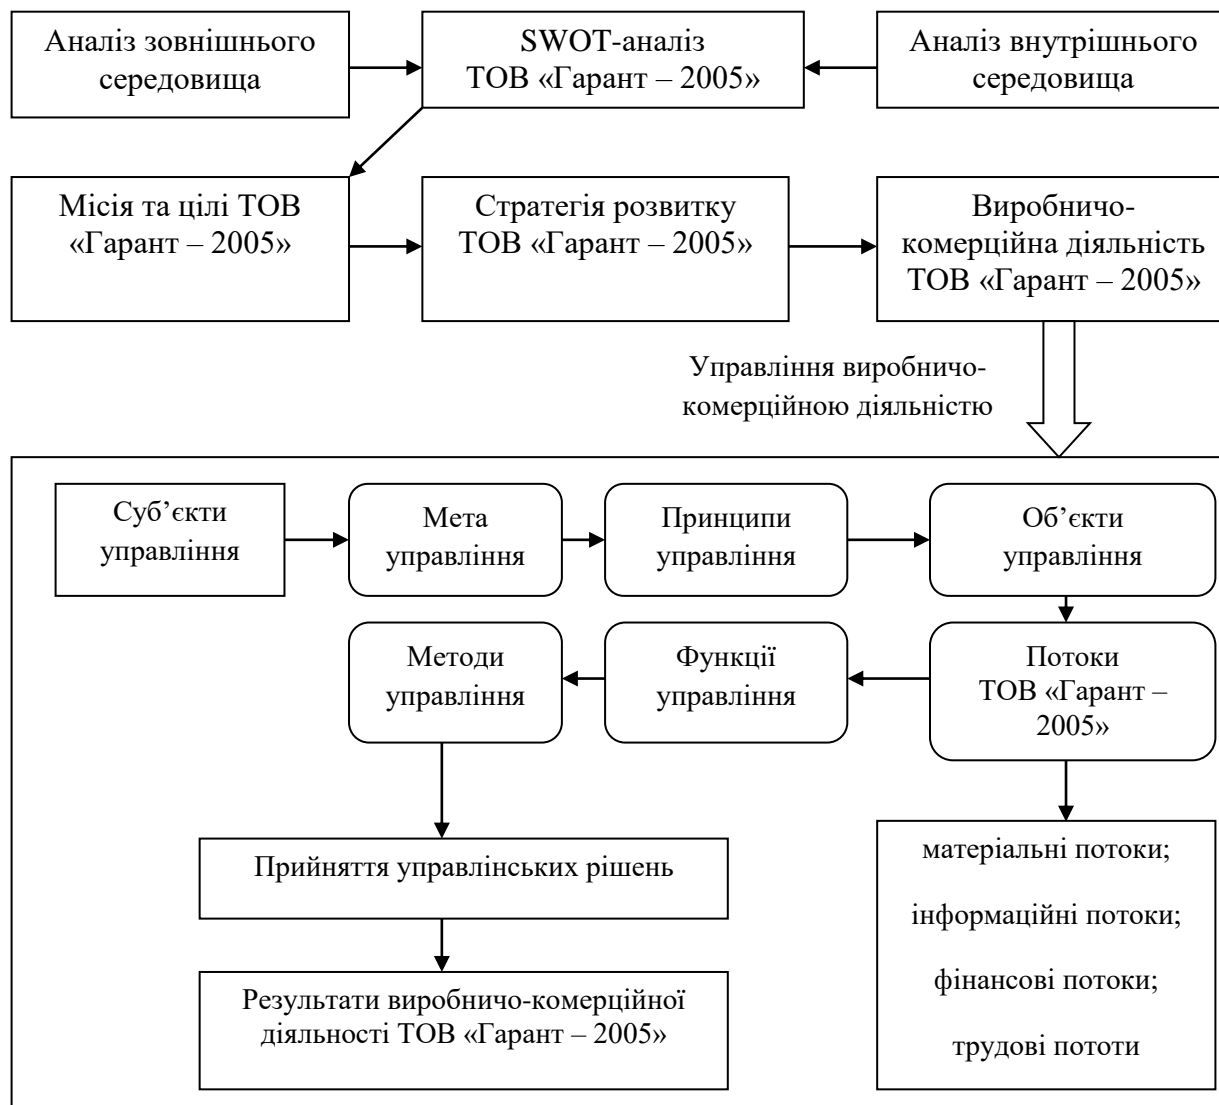 Аналіз зовнішнього
середовища
SWOT-аналіз
ТОВ «Гарант – 2005»
Аналіз внутрішнього
середовища
Місія та цілі ТОВ
«Гарант – 2005»
Стратегія розвитку
ТОВ «Гарант – 2005»
Виробничо-
комерційна діяльність
ТОВ «Гарант – 2005»
Управління виробничо-
комерційною діяльністю
Суб’єкти
управління
Мета
управління
Принципи
управління
Об’єкти
управління
Методи
управління
Функції
управління
Потоки
ТОВ «Гарант –
2005»
Прийняття управлінських рішень
Результати виробничо-комерційної
діяльності ТОВ «Гарант – 2005»
матеріальні потоки;
інформаційні потоки;
фінансові потоки;
трудові пототи